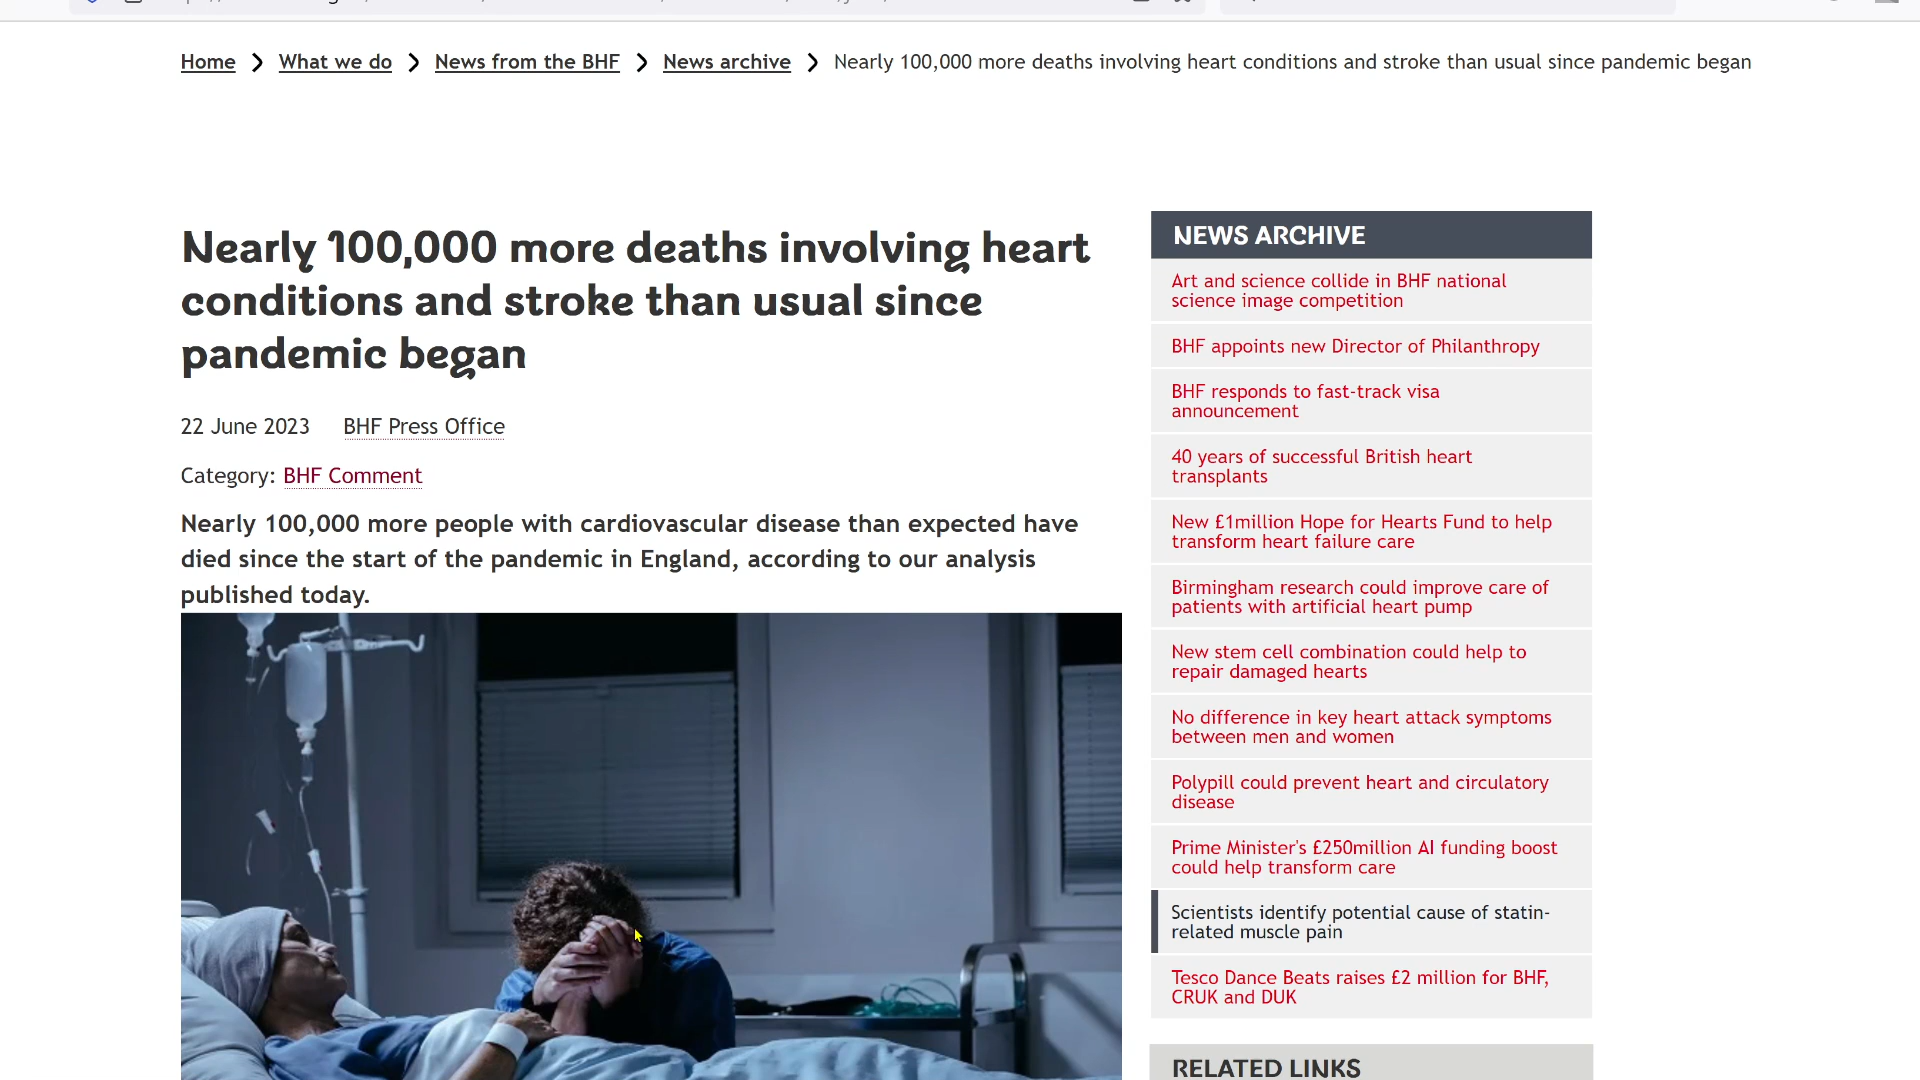 Home > What we do > News from the BHF > News archive > Nearly 100,000 more deaths involving heart conditions and stroke than usual since pandemic began
Nearly 100,000 more deaths involving heart
conditions and stroke than usual since
pandemic began
22 June 2023 BHF Press Office
Category: BHF Comment
Nearly 100,000 more people with cardiovascular disease than expected have
died since the start of the pandemic in England, according to our analysis
published today.
NEWS ARCHIVE
Art and science collide in BHF national
science image competition
BHF appoints new Director of Philanthropy
BHF responds to fast-track visa
announcement
40 years of successful British heart
transplants
New £1million Hope for Hearts Fund to help
transform heart failure care
Birmingham research could improve care of
patients with artificial heart pump
New stem cell combination could help to
repair damaged hearts
No difference in key heart attack symptoms
between men and women
Polypill could prevent heart and circulatory
disease
Prime Minister's £250million AI funding boost
could help transform care
Scientists identify potential cause of statin-
related muscle pain
Tesco Dance Beats raises £2 million for BHF,
CRUK and DUK
RELATED LINKS